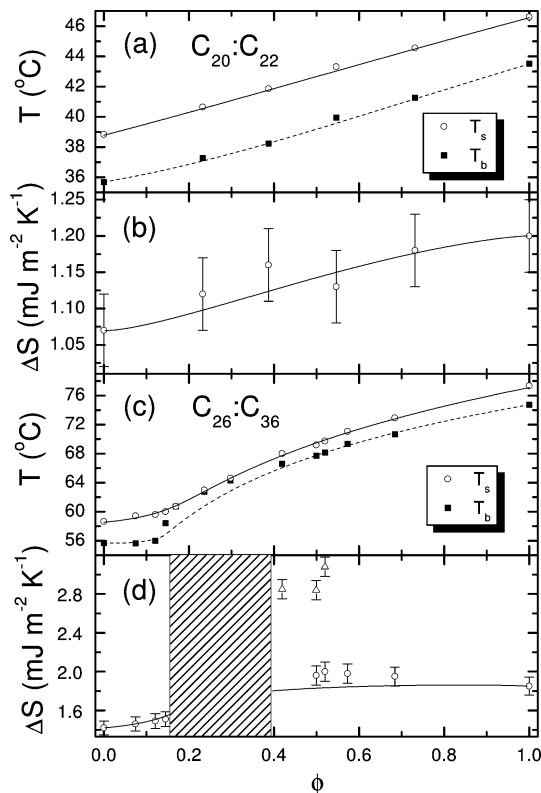 (a) C20:C22
T (°C)
46
44
42
40
38
36
Ts
Tb
(b)
ΔS (mJ m-2 K-1)
1.25
1.20
1.15
1.10
1.05
(c) C26:C36
T (°C)
76
72
68
64
60
56
Ts
Tb
(d)
ΔS (mJ m-2 K-1)
2.8
2.4
2.0
1.6
0.0 0.2 0.4 0.6 0.8 1.0
ϕ